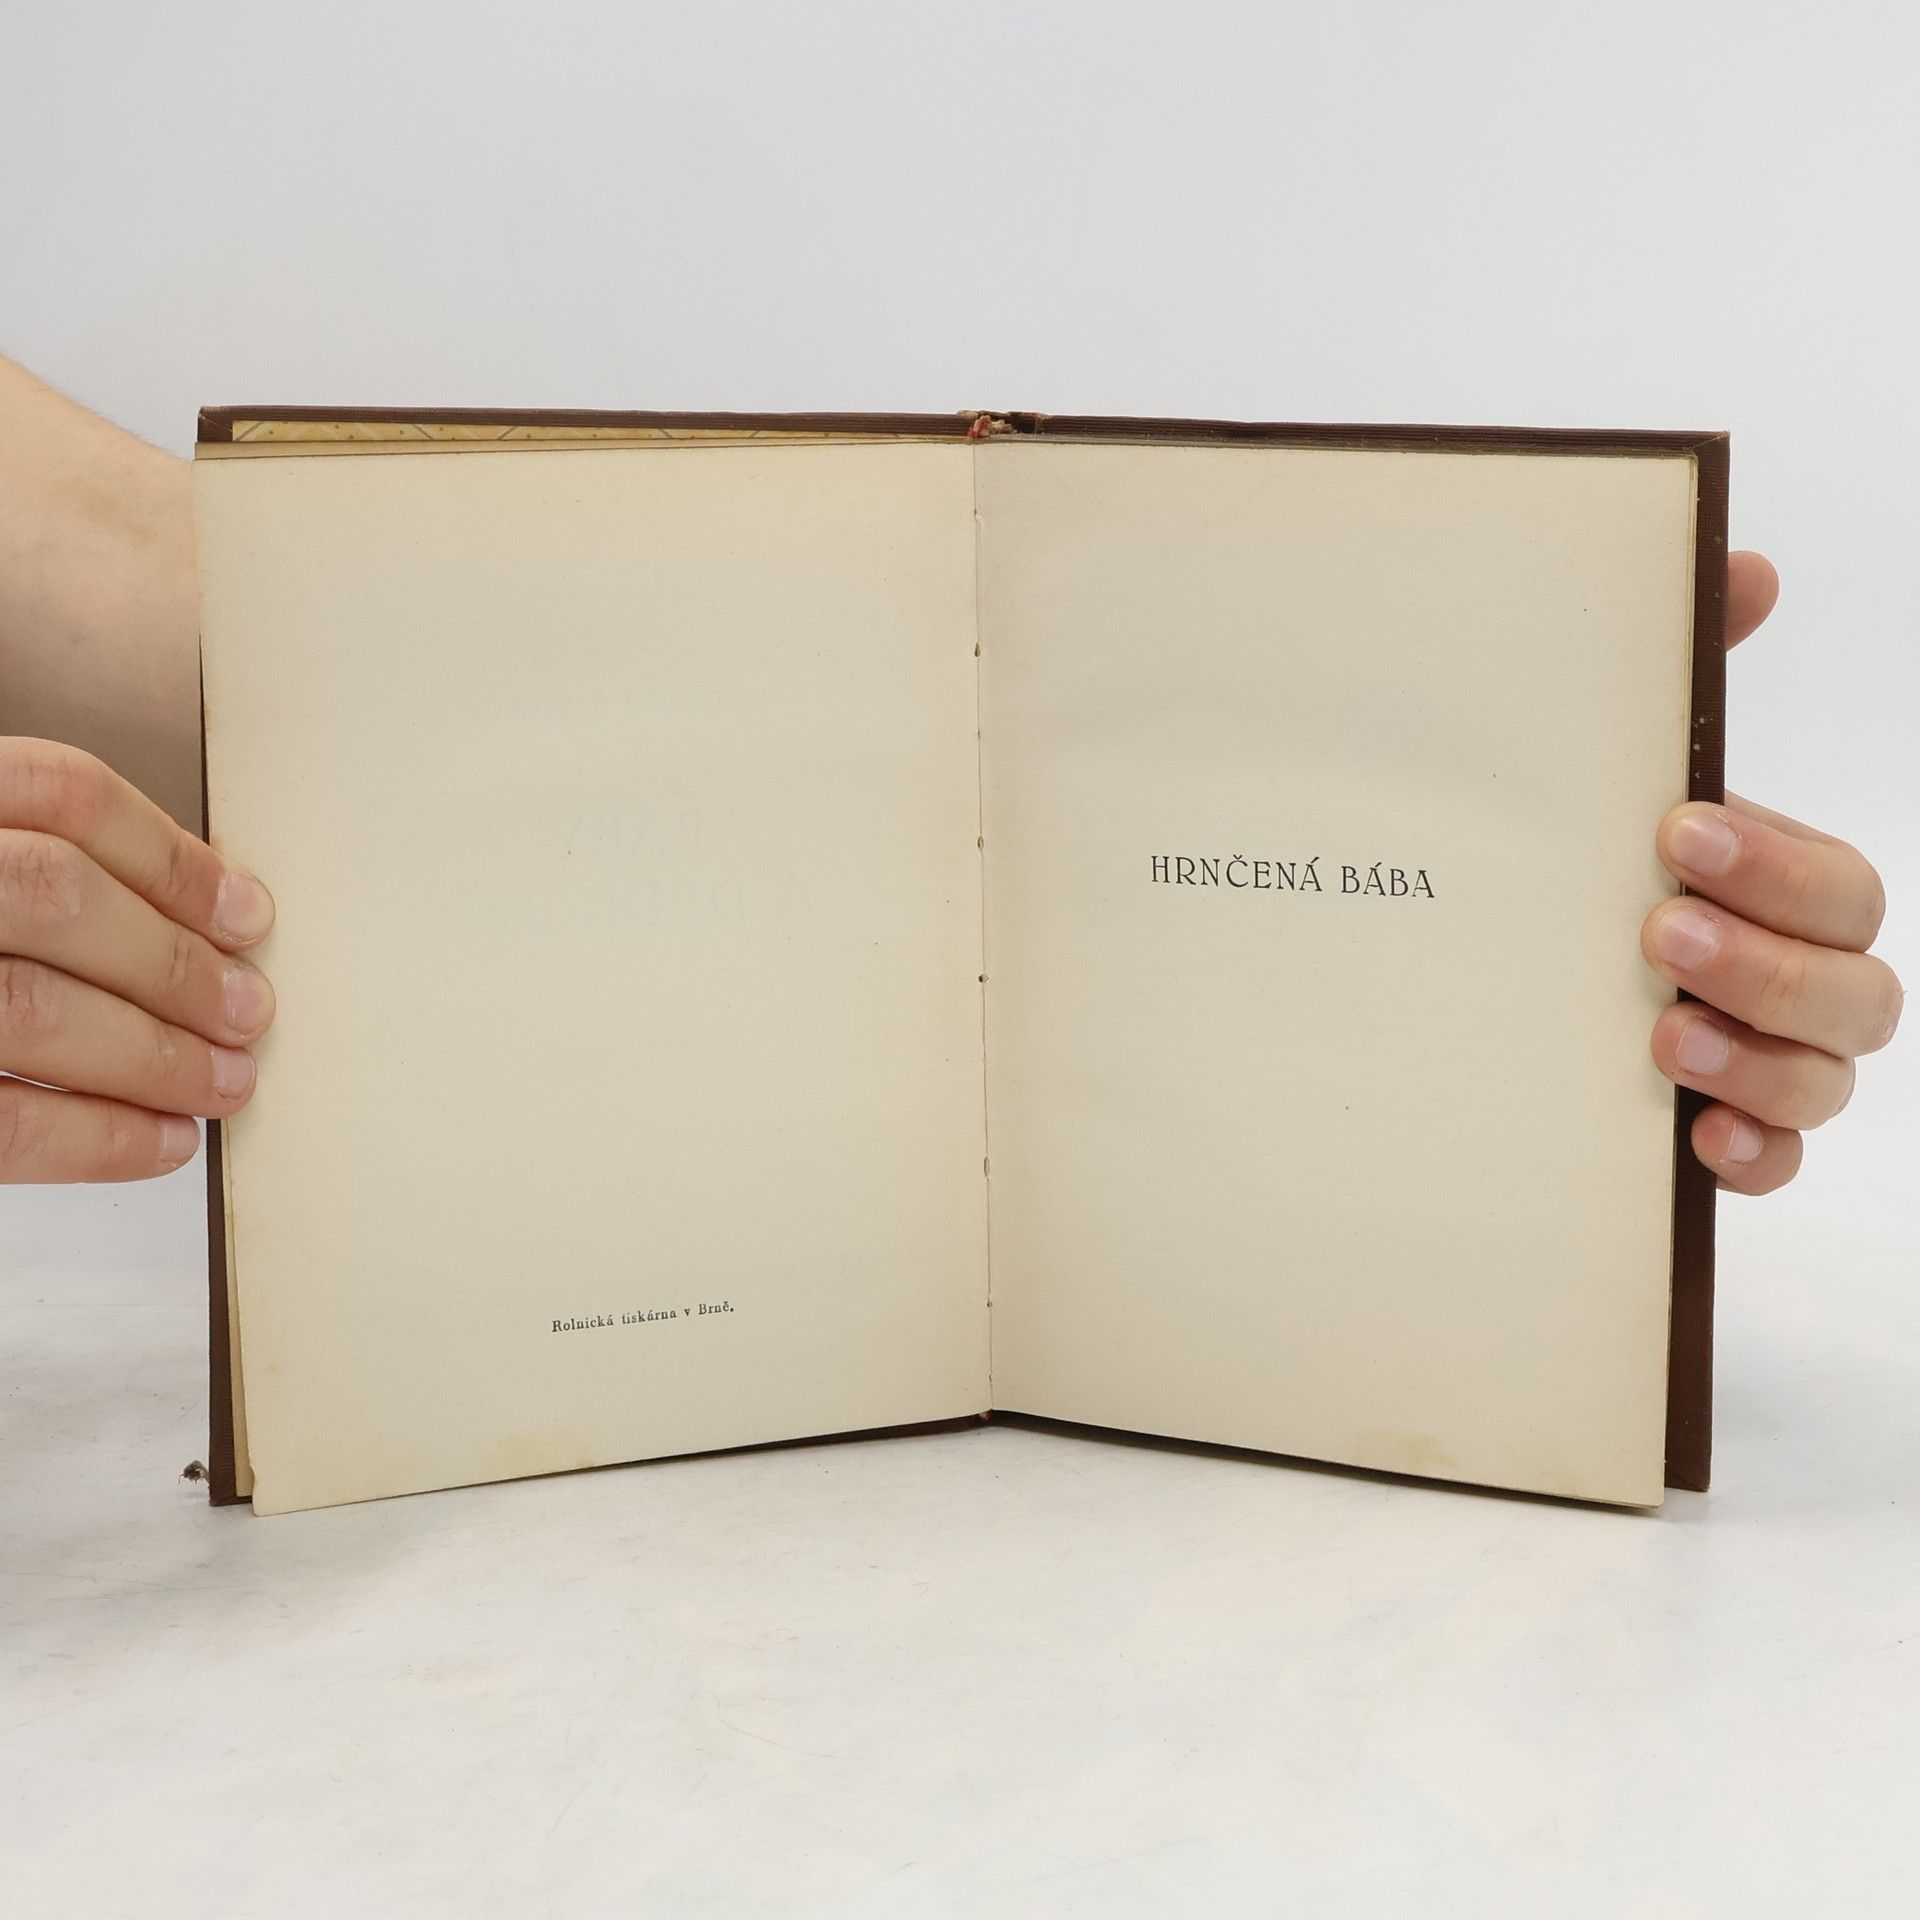 Rolnická tiskárna v Brně.
HRNČENÁ BÁBA